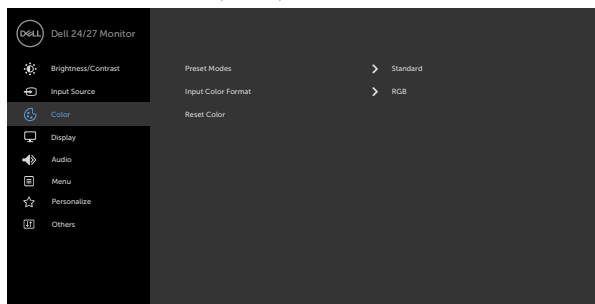 DELL
Dell 24/27 Monitor
Brightness/Contrast
Input Source
Color
Display
Audio
Menu
Personalize
Others
Preset Modes
Standard
Input Color Format
RGB
Reset Color